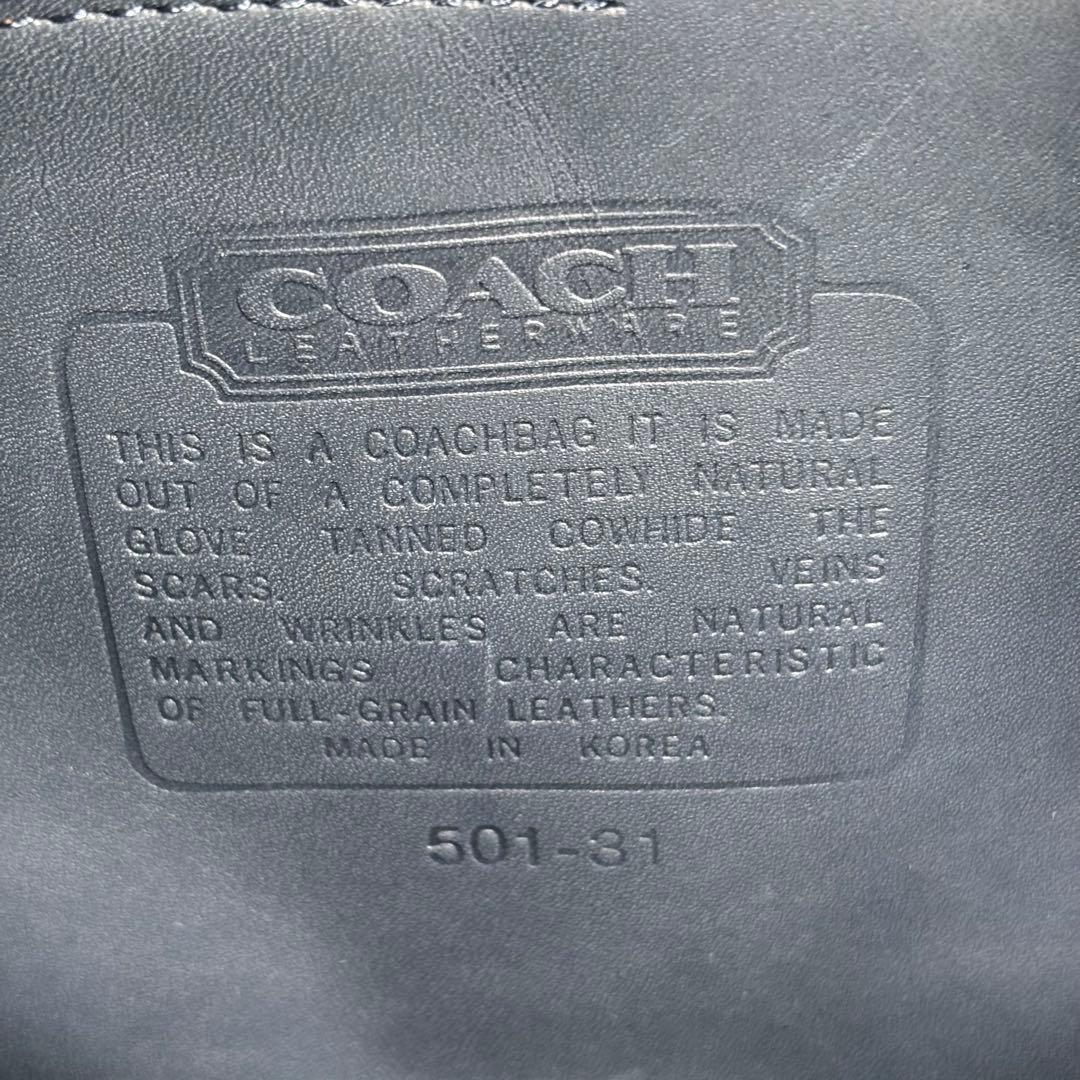 COACH
LEATHERWARE
THIS IS A COACHBAG IT IS MADE
OUT OF A COMPLETELY NATURAL
GLOVE TANNED COWHIDE THE
SCARS. SCRATCHES. VEINS
AND WRINKLES ARE NATURAL
MARKINGS CHARACTERISTIC
OF FULL-GRAIN LEATHERS.
MADE IN KOREA
501-31